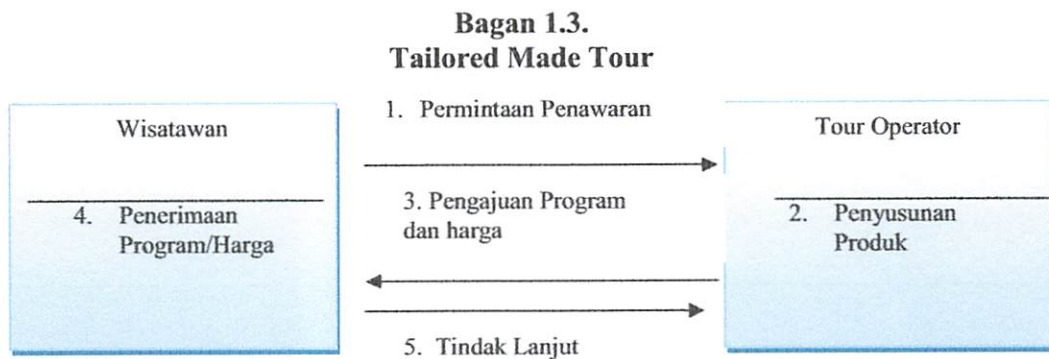 Bagan 1.3.
Tailored Made Tour
Wisatawan
4. Penerimaan
Program/Harga
1. Permintaan Penawaran
3. Pengajuan Program
dan harga
5. Tindak Lanjut
Tour Operator
2. Penyusunan
Produk